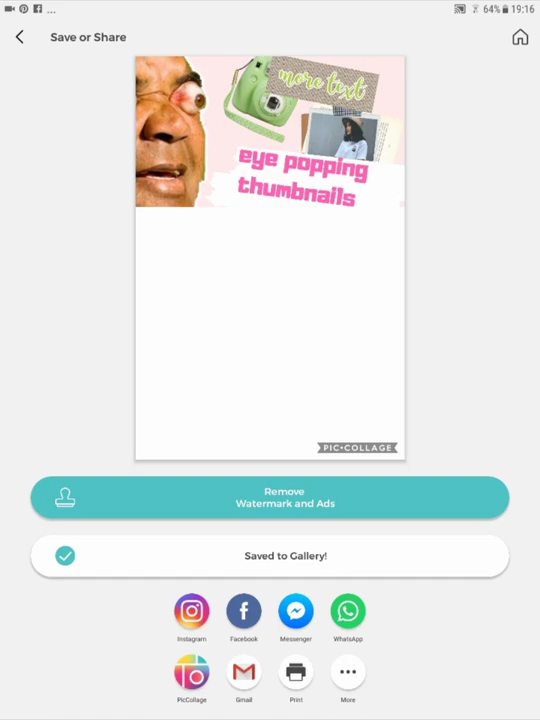 ... 64% 19:16
Save or Share
more text
eye popping
thumbnails
PIC•COLLAGE
Remove
Watermark and Ads
Saved to Gallery!
Instagram Facebook Messenger WhatsApp
PicCollage Gmail Print More